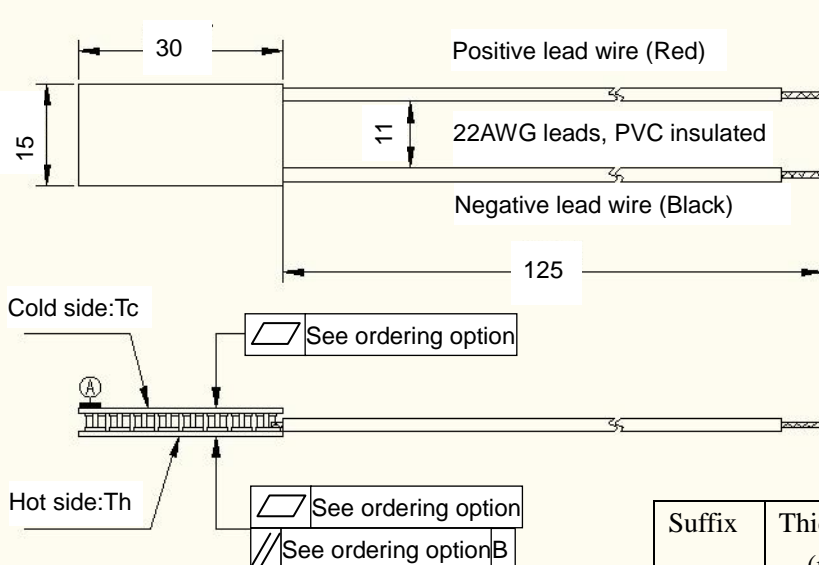 30
Positive lead wire (Red)
15
11
22AWG leads, PVC insulated
Negative lead wire (Black)
125
Cold side:Tc
See ordering option
A
Hot side:Th
See ordering option
See ordering option B
Suffix